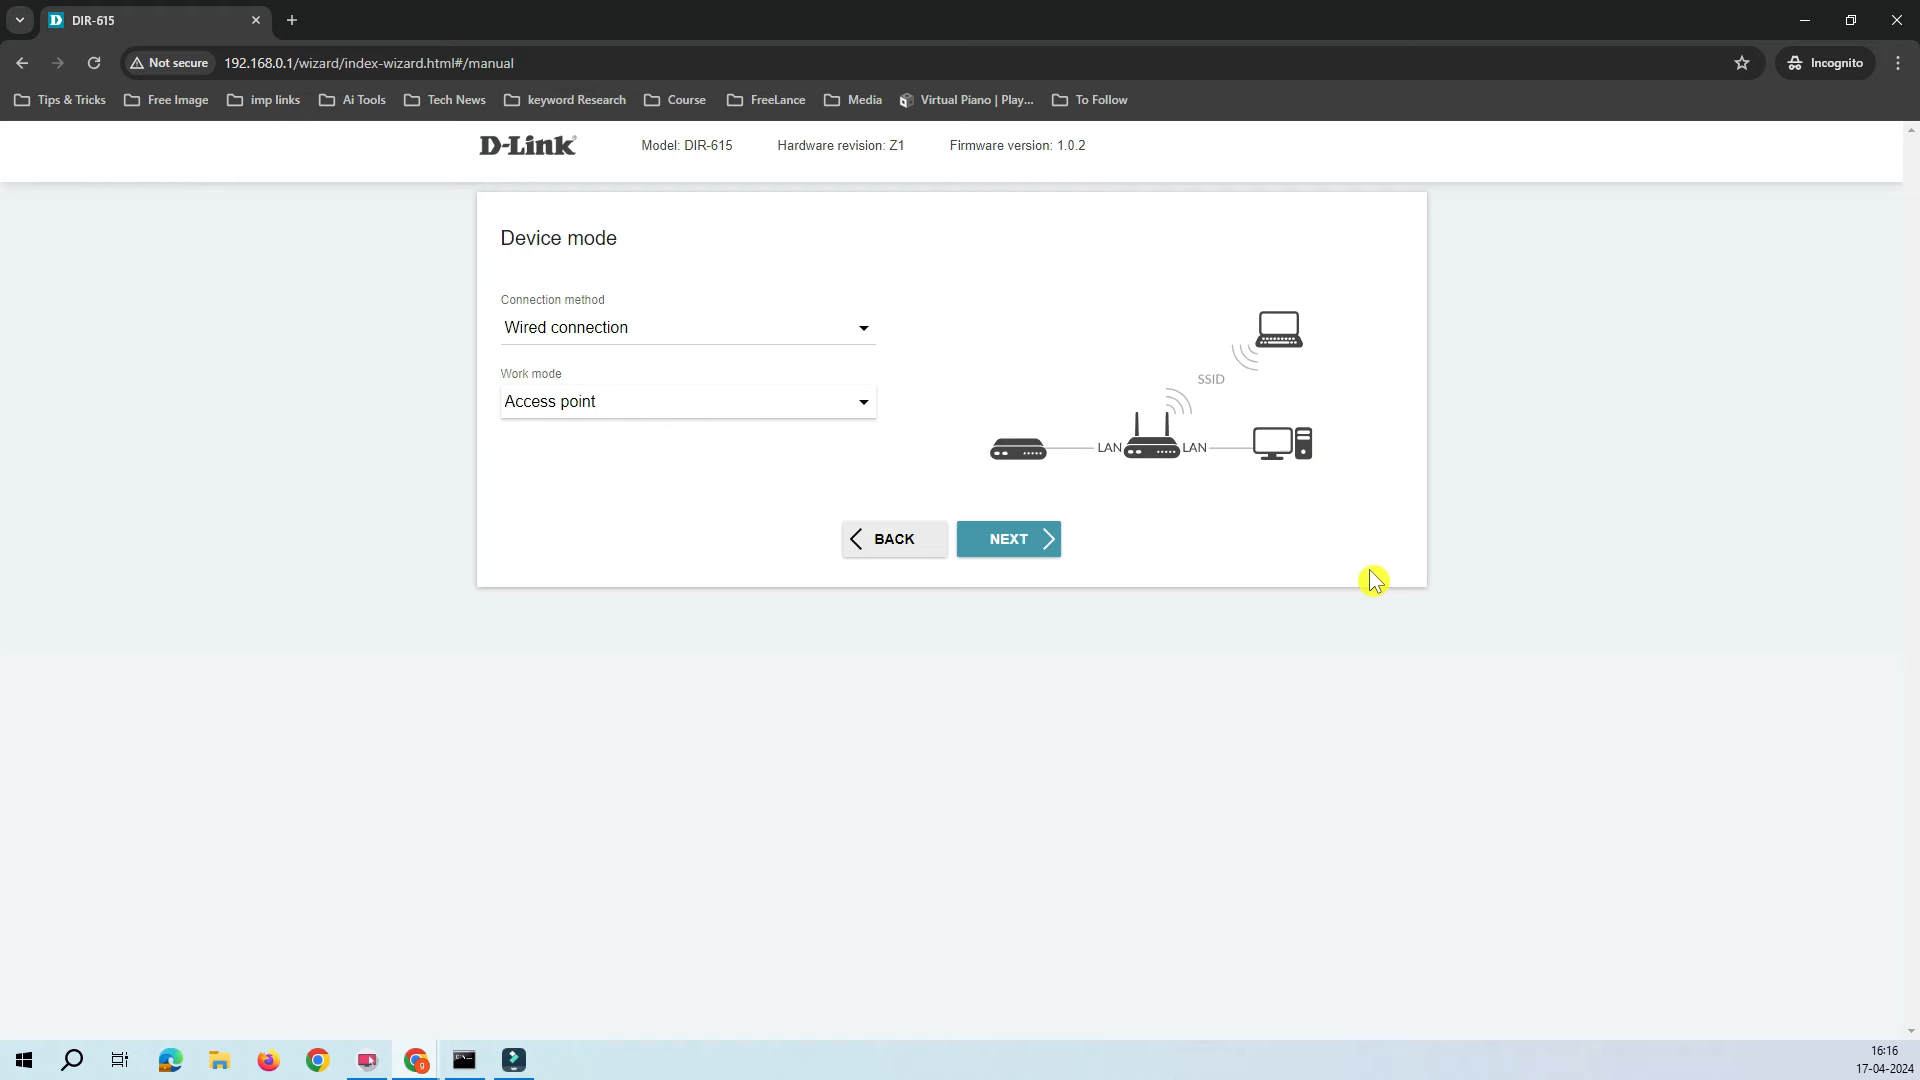 DIR-615
Not secure
192.168.0.1/wizard/index-wizard.html#/manual
Incognito
Tips & Tricks
Free Image
imp links
Ai Tools
Tech News
keyword Research
Course
FreeLance
Media
Virtual Piano | Play...
To Follow
D-Link
Model: DIR-615
Hardware revision: Z1
Firmware version: 1.0.2
Device mode
Connection method
Wired connection
Work mode
Access point
SSID
LAN
LAN
BACK
NEXT
16:16
17-04-2024